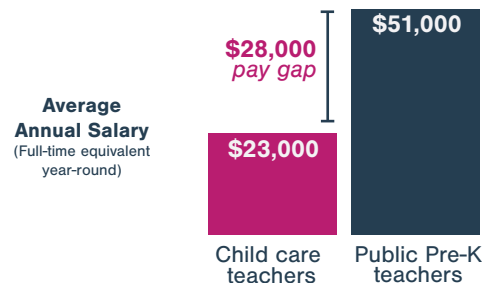 $51,000
$28,000
pay gap
Average
Annual Salary
(Full-time equivalent
year-round)
$23,000
Child care
teachers
Public Pre-K
teachers